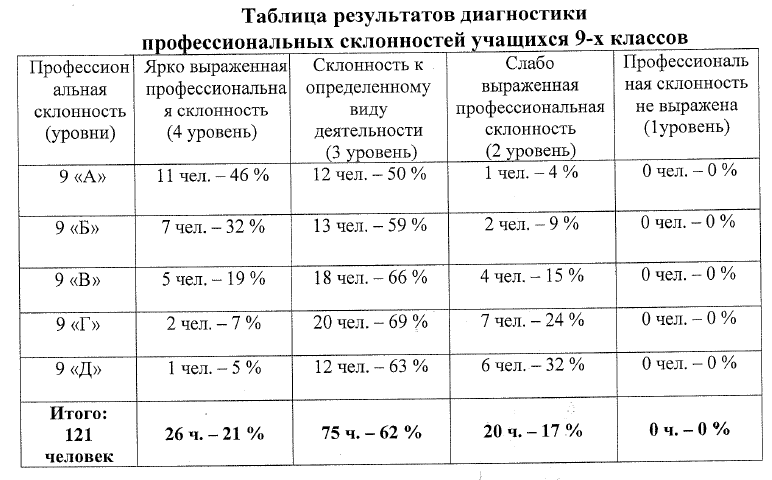 Таблица результатов диагностики
профессиональных склонностей учащихся 9-х классов
Профессион
альная
склонность
(уровни)
Ярко выраженная
профессиональна
я склонность
(4 уровень)
Склонность к
определенному
виду
деятельности
(3 уровень)
Слабо
выраженная
профессиональная
склонность
(2 уровень)
Профессиональ
ная склонность
не выражена
(1уровень)
9 «А»
11 чел. – 46 %
12 чел. – 50 %
1 чел. – 4 %
0 чел. – 0 %
9 «Б»
7 чел. – 32 %
13 чел. – 59 %
2 чел. – 9 %
0 чел. – 0 %
9 «В»
5 чел. – 19 %
18 чел. – 66 %
4 чел. – 15 %
0 чел. – 0 %
9 «Г»
2 чел. – 7 %
20 чел. – 69 %
7 чел. – 24 %
0 чел. – 0 %
9 «Д»
1 чел. – 5 %
12 чел. – 63 %
6 чел. – 32 %
0 чел. – 0 %
Итого:
121
человек
26 ч. – 21 %
75 ч. – 62 %
20 ч. – 17 %
0 ч. – 0 %